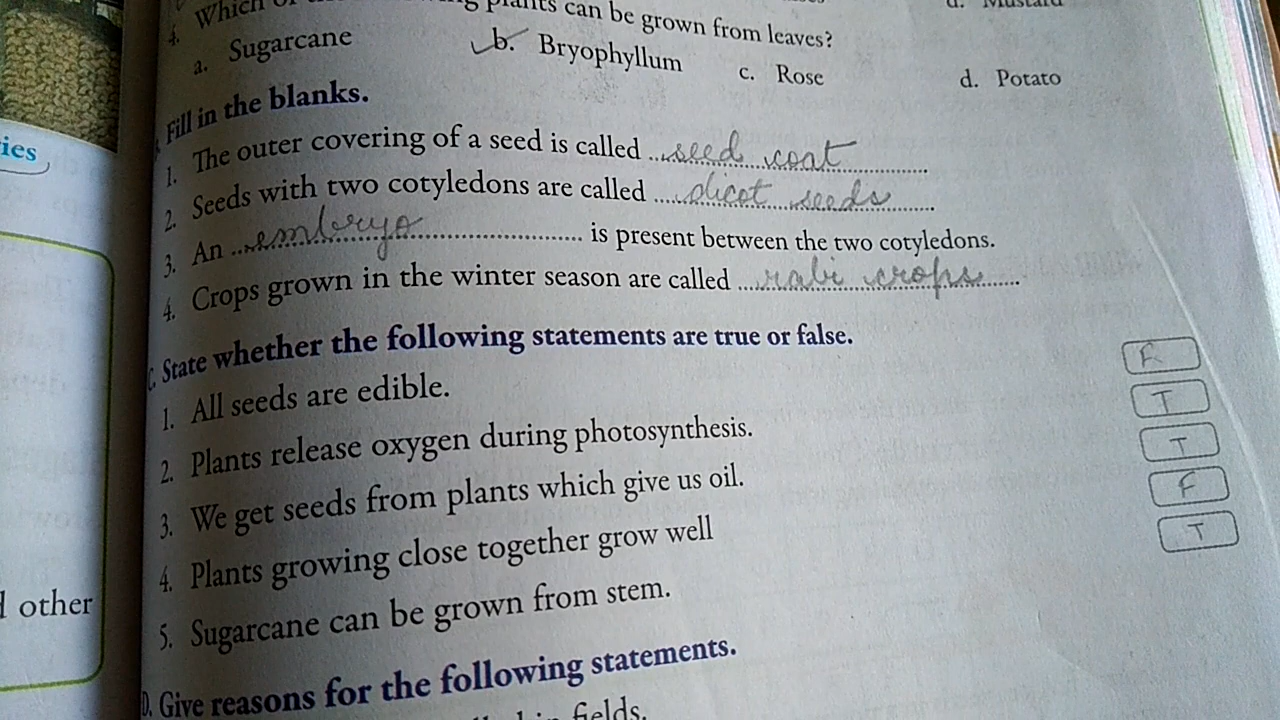 d. Mustard
4. Which plants can be grown from leaves?
a. Sugarcane b. Bryophyllum c. Rose d. Potato
Fill in the blanks.
1. The outer covering of a seed is called seed coat
2. Seeds with two cotyledons are called dicot seeds
3. An embryo is present between the two cotyledons.
4. Crops grown in the winter season are called rabi crops
C. State whether the following statements are true or false.
1. All seeds are edible. F
2. Plants release oxygen during photosynthesis. T
3. We get seeds from plants which give us oil. T
4. Plants growing close together grow well F
5. Sugarcane can be grown from stem. T
D. Give reasons for the following statements.
fields.
ies
other